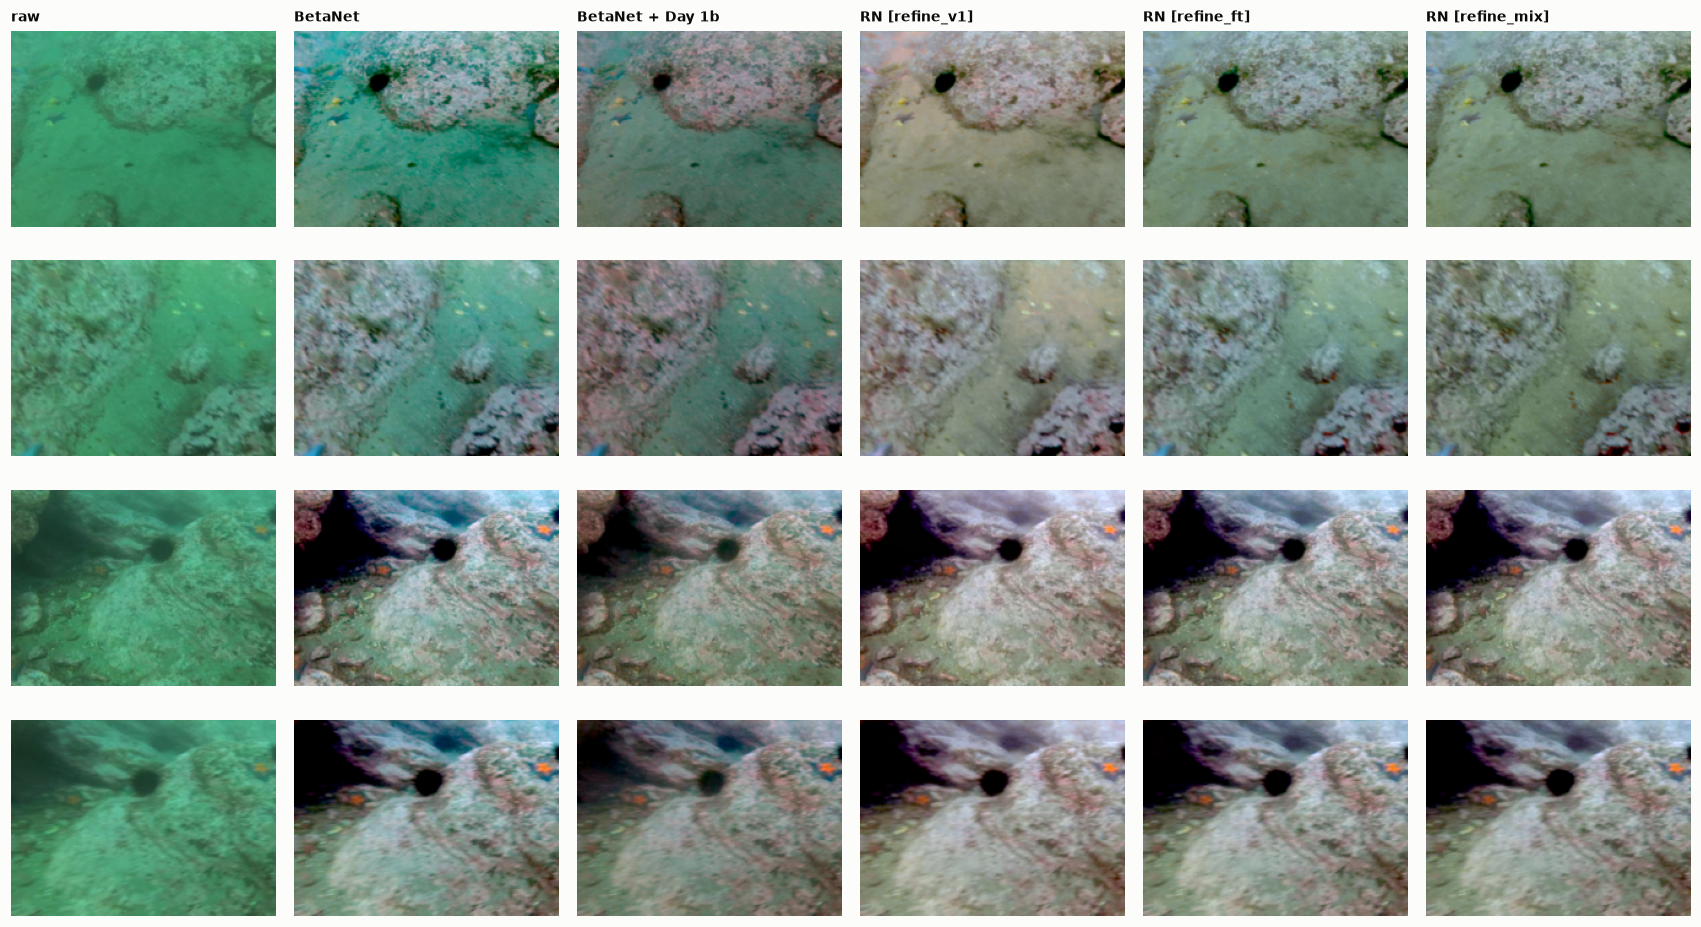 raw
BetaNet
BetaNet + Day 1b
RN [refine_v1]
RN [refine_ft]
RN [refine_mix]